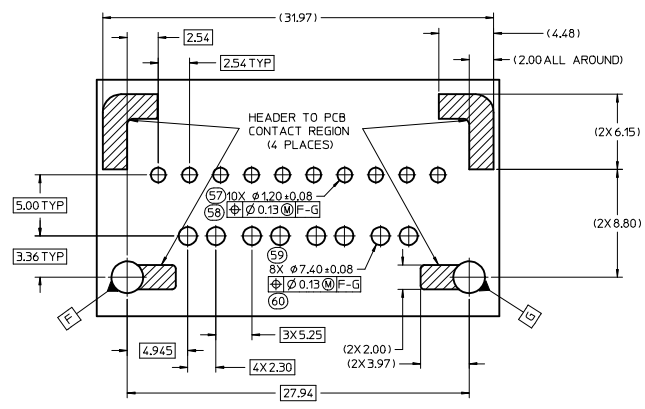 (31.97)
2.54
(4.48)
2.54 TYP
(2.00 ALL AROUND)
HEADER TO PCB
CONTACT REGION
(4 PLACES)
(2X 6.15)
57 10X Ø 1.20 ±0.08
58 ⌖ Ø 0.13 Ⓜ F-G
5.00 TYP
(2X 8.80)
59
3.36 TYP
8X Ø 7.40 ±0.08
⌖ Ø 0.13 Ⓜ F-G
60
F
G
3X 5.25
4.945
(2X 2.00)
4X 2.30
(2X 3.97)
27.94